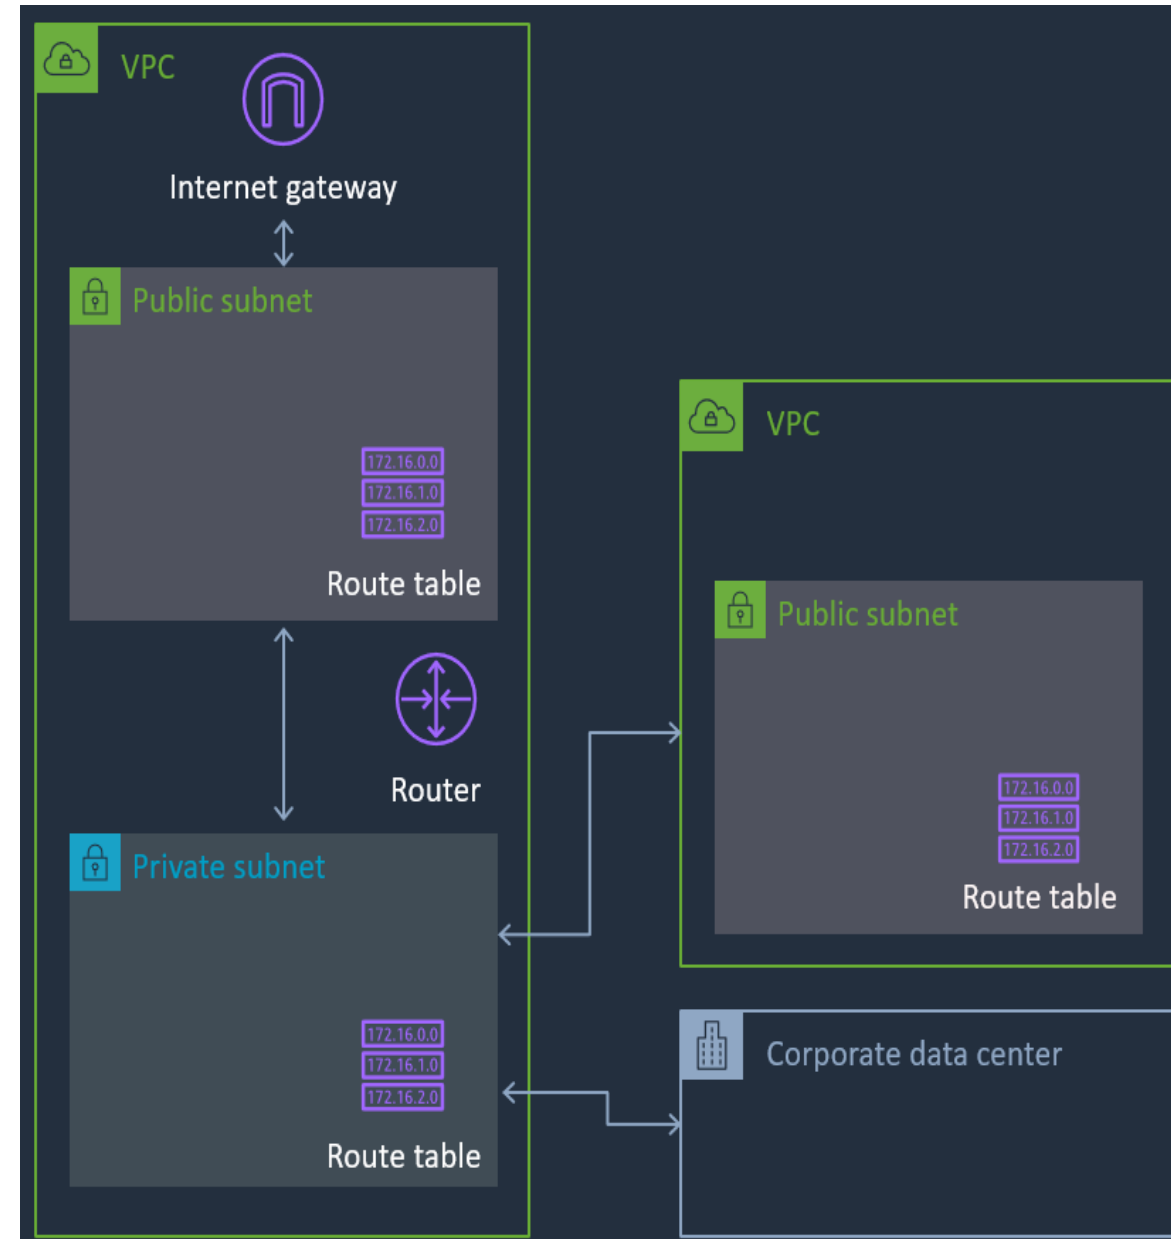 VPC
Internet gateway
Public subnet
172.16.0.0
172.16.1.0
172.16.2.0
Route table
Router
Private subnet
172.16.0.0
172.16.1.0
172.16.2.0
Route table
VPC
Public subnet
172.16.0.0
172.16.1.0
172.16.2.0
Route table
Corporate data center